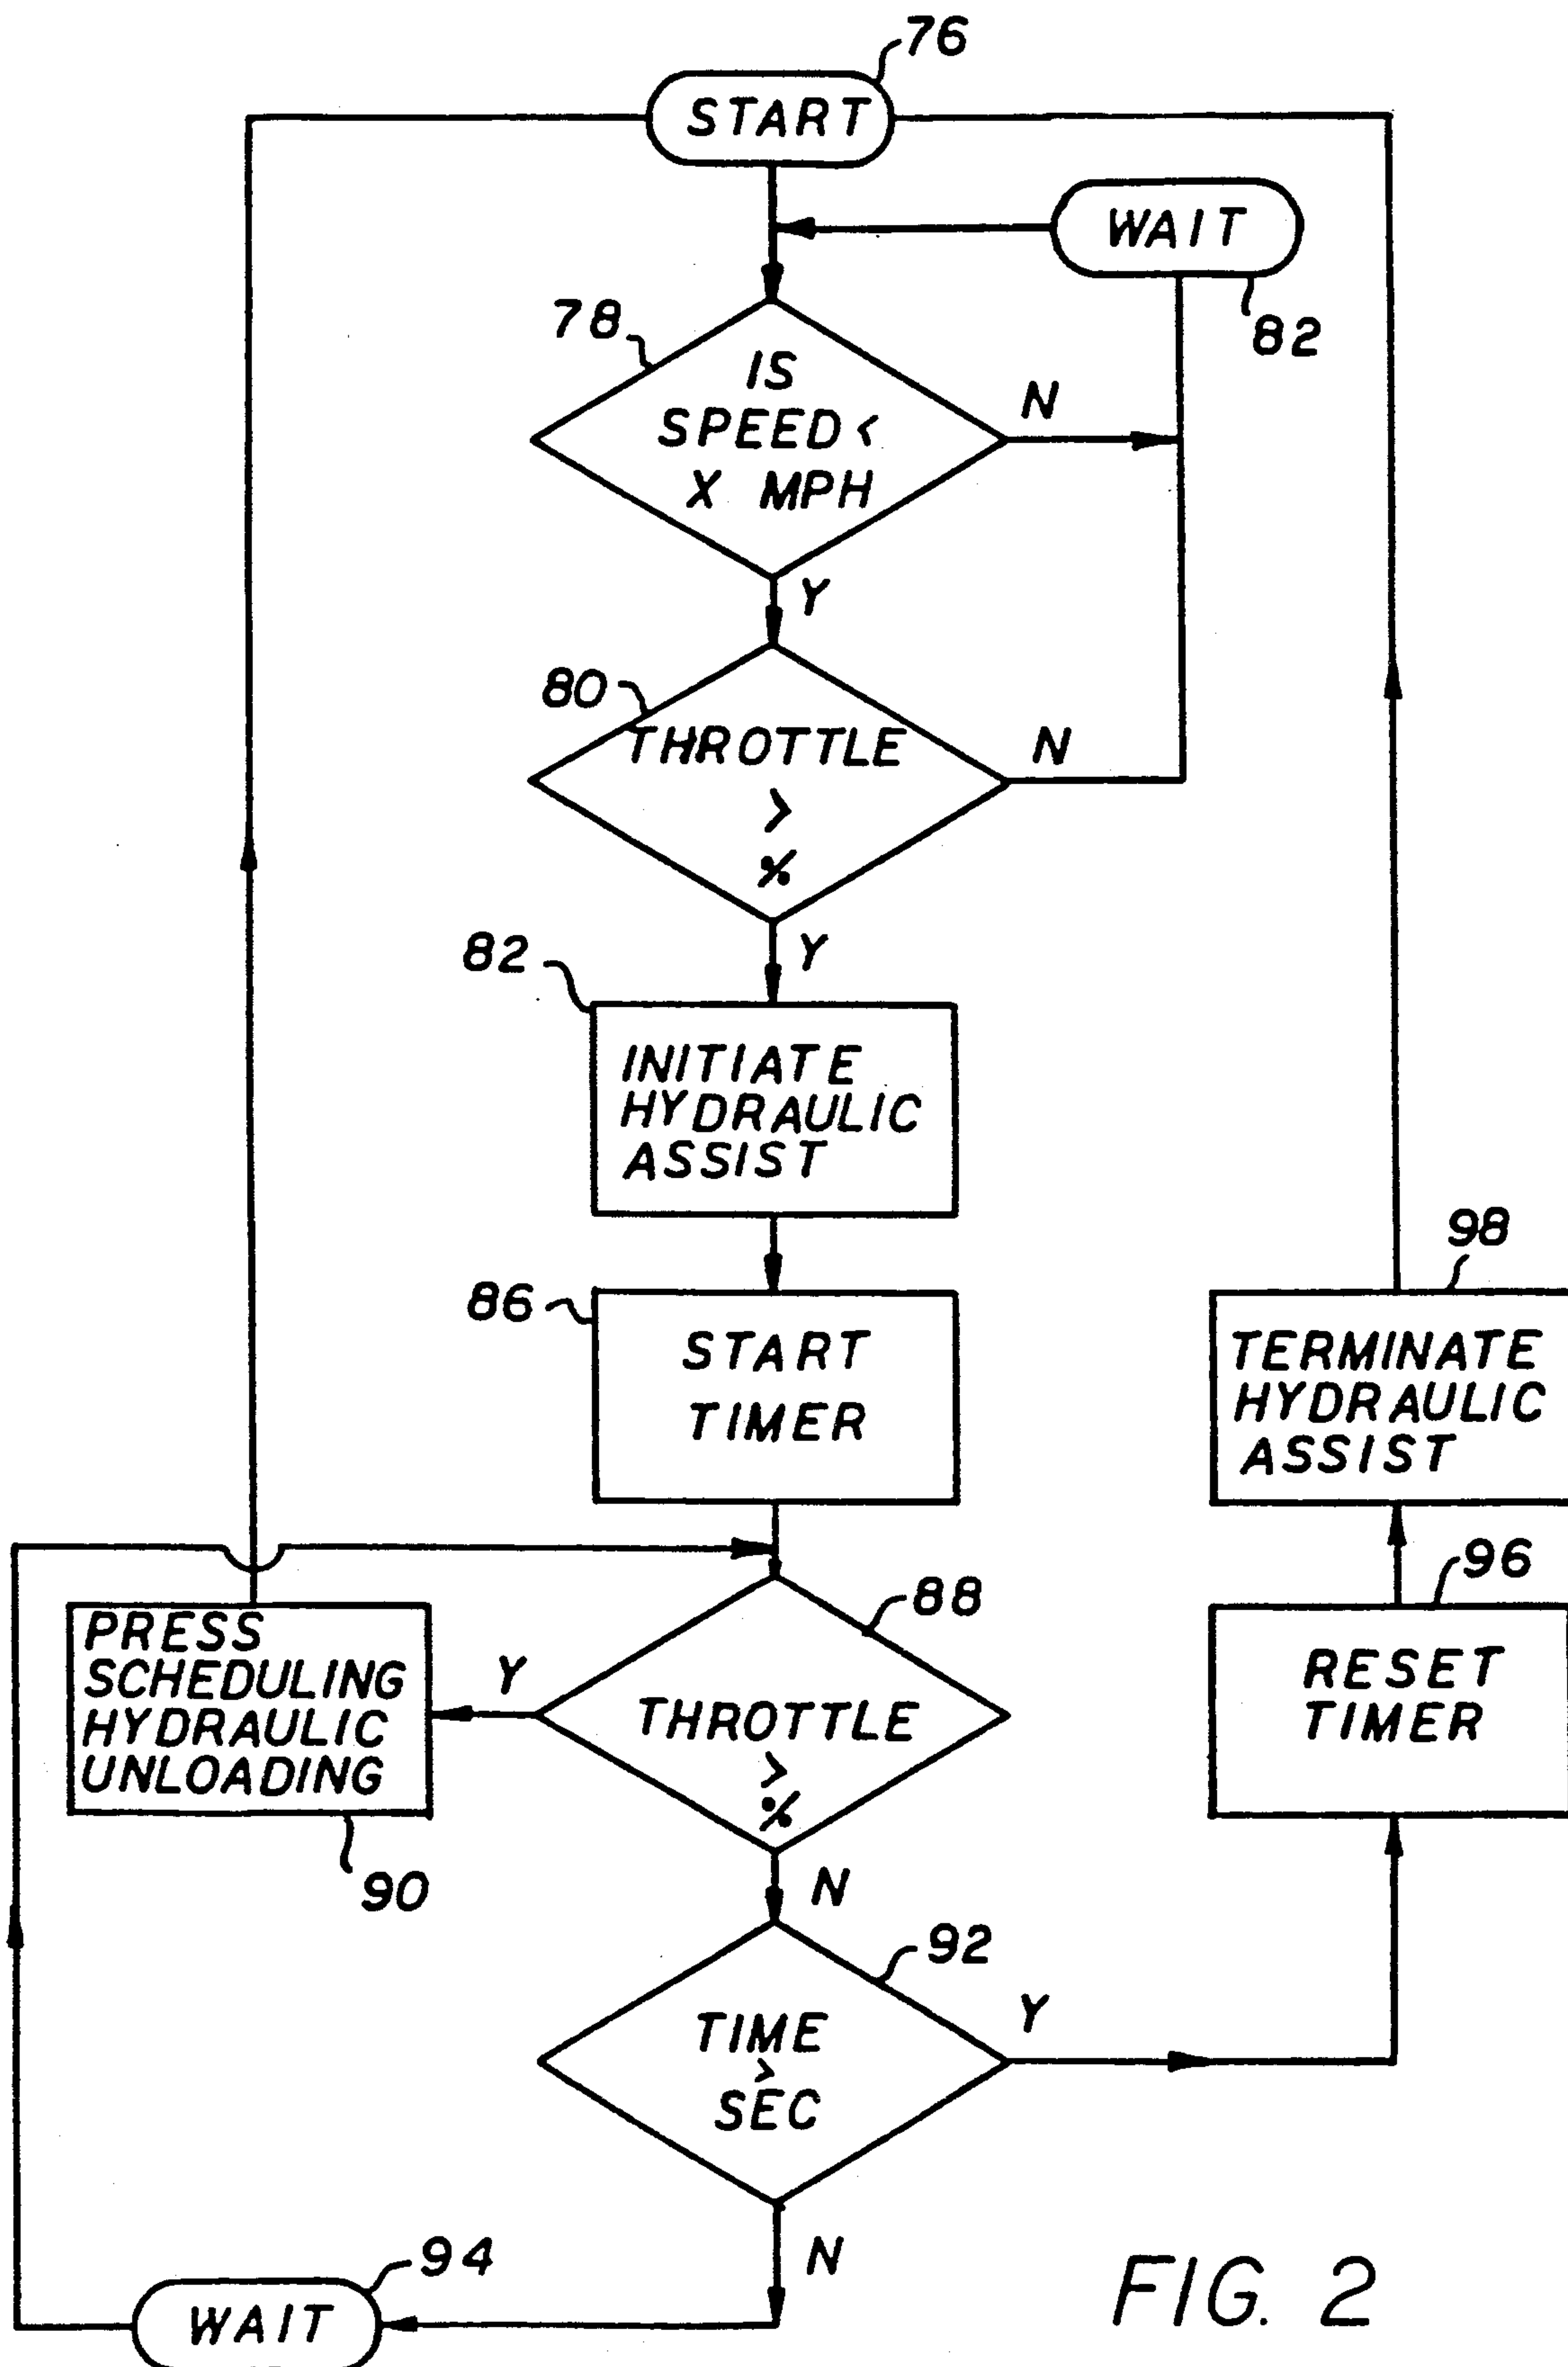 76
START
WAIT
82
78
IS
SPEED <
X MPH
N
Y
80
THROTTLE
>
%
N
Y
82
INITIATE
HYDRAULIC
ASSIST
86
START
TIMER
98
TERMINATE
HYDRAULIC
ASSIST
96
RESET
TIMER
88
THROTTLE
>
%
Y
PRESS
SCHEDULING
HYDRAULIC
UNLOADING
90
N
92
TIME
>
SEC
Y
N
94
WAIT
FIG. 2